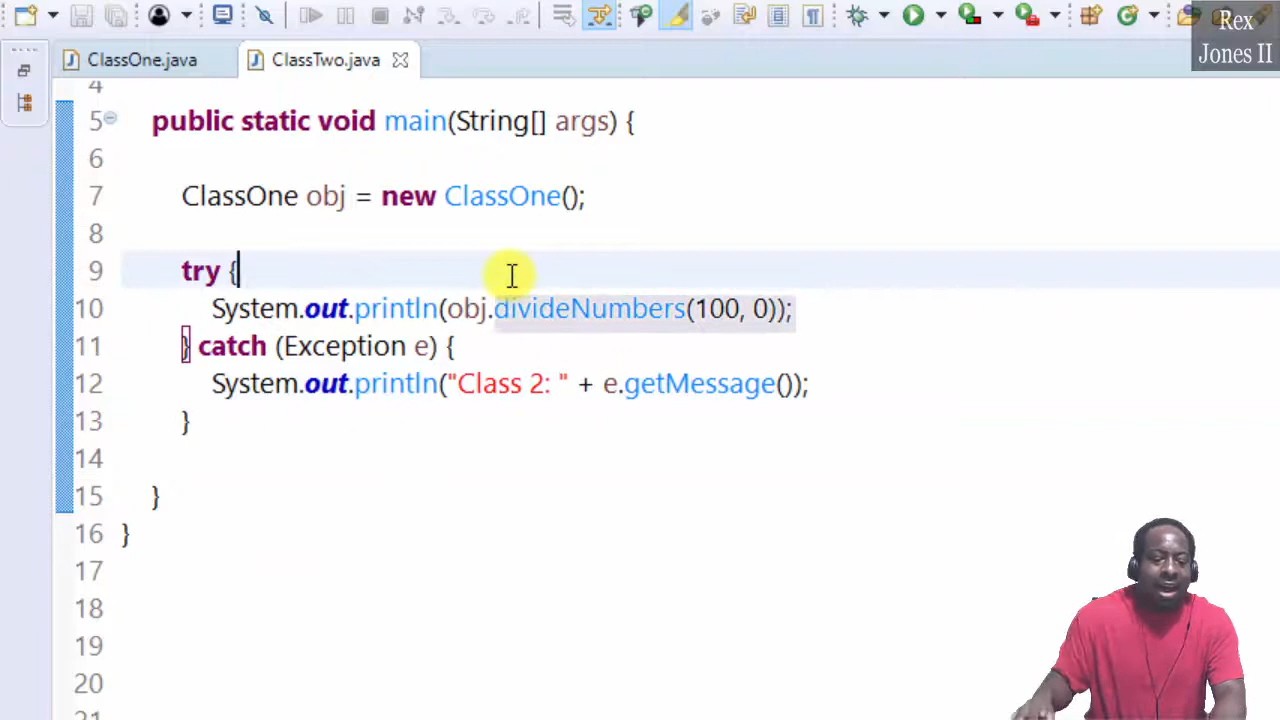 Rex
Jones II
ClassOne.java
ClassTwo.java
4
5 public static void main(String[] args) {
6
7 ClassOne obj = new ClassOne();
8
9 try {
10 System.out.println(obj.divideNumbers(100, 0));
11 } catch (Exception e) {
12 System.out.println("Class 2: " + e.getMessage());
13 }
14
15 }
16 }
17
18
19
20